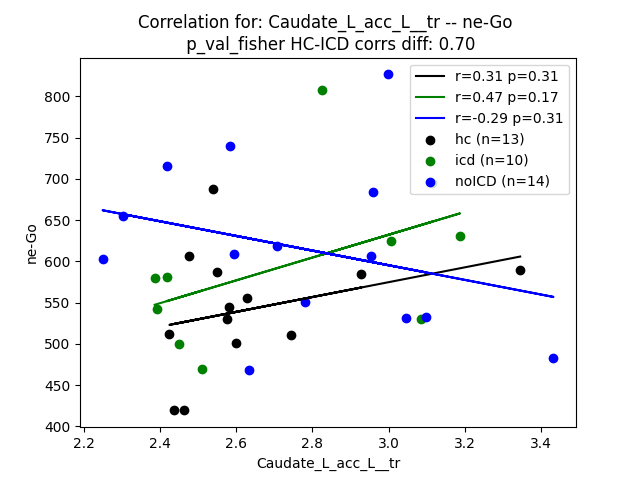 Correlation for: Caudate_L_acc_L__tr -- ne-Go
p_val_fisher HC-ICD corrs diff: 0.70
r=0.31 p=0.31
r=0.47 p=0.17
r=-0.29 p=0.31
hc (n=13)
icd (n=10)
noICD (n=14)
800
750
700
650
600
550
500
450
400
ne-Go
2.2 2.4 2.6 2.8 3.0 3.2 3.4
Caudate_L_acc_L__tr